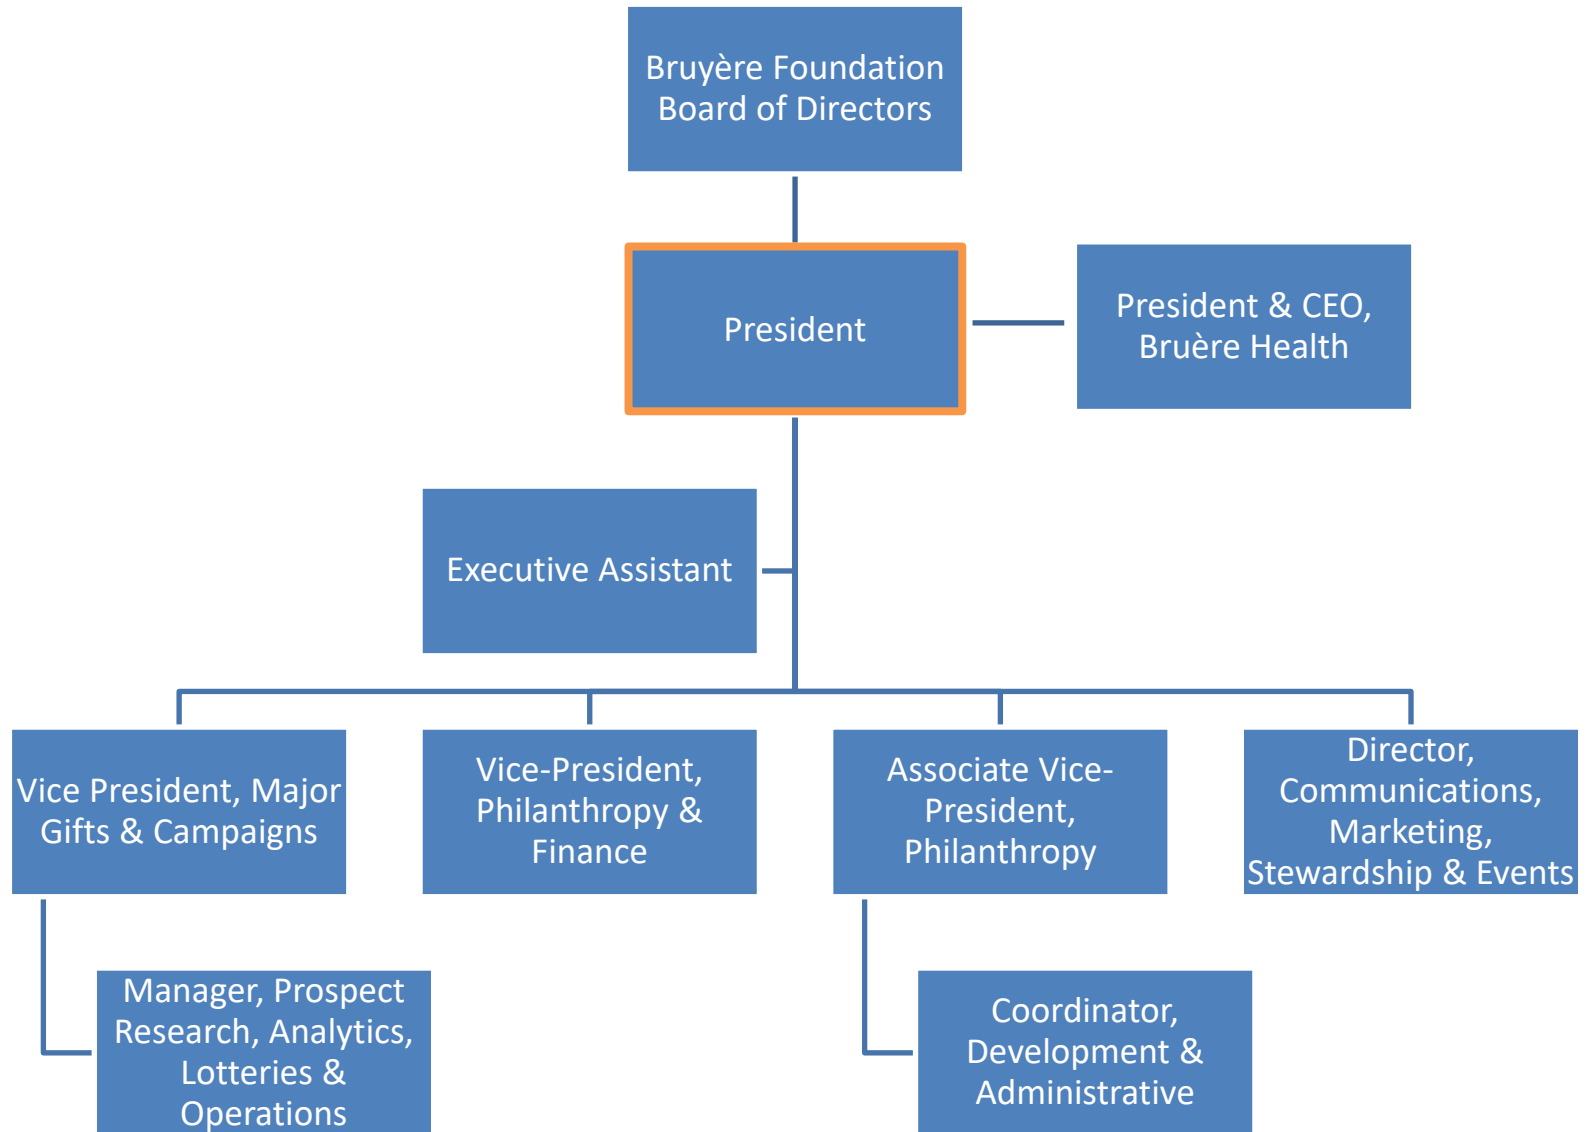 Bruyère Foundation
Board of Directors
President
President & CEO,
Bruère Health
Executive Assistant
Vice President, Major
Gifts & Campaigns
Vice-President,
Philanthropy &
Finance
Associate Vice-
President,
Philanthropy
Director,
Communications,
Marketing,
Stewardship & Events
Manager, Prospect
Research, Analytics,
Lotteries &
Operations
Coordinator,
Development &
Administrative